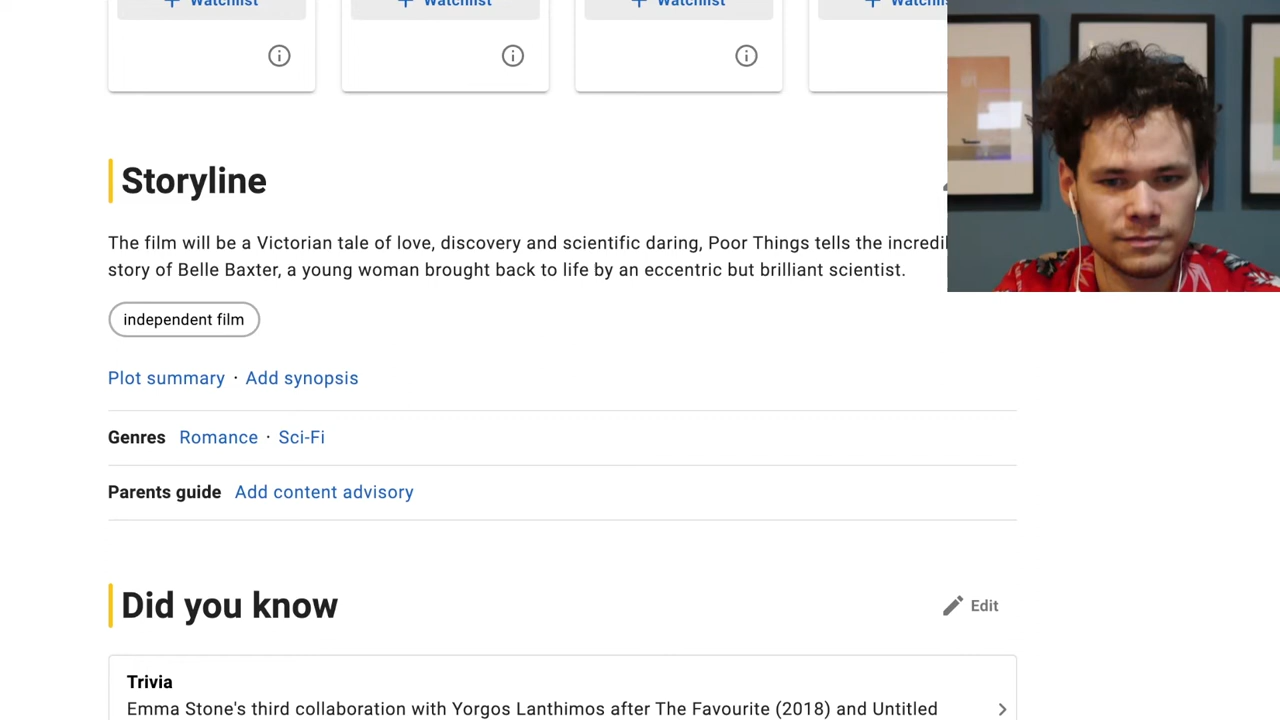 Watchlist Watchlist Watchlist
Storyline
The film will be a Victorian tale of love, discovery and scientific daring, Poor Things tells the
story of Belle Baxter, a young woman brought back to life by an eccentric but brilliant scientist.
independent film
Plot summary · Add synopsis
Genres Romance · Sci-Fi
Parents guide Add content advisory
Did you know
Edit
Trivia
Emma Stone's third collaboration with Yorgos Lanthimos after The Favourite (2018) and Untitled